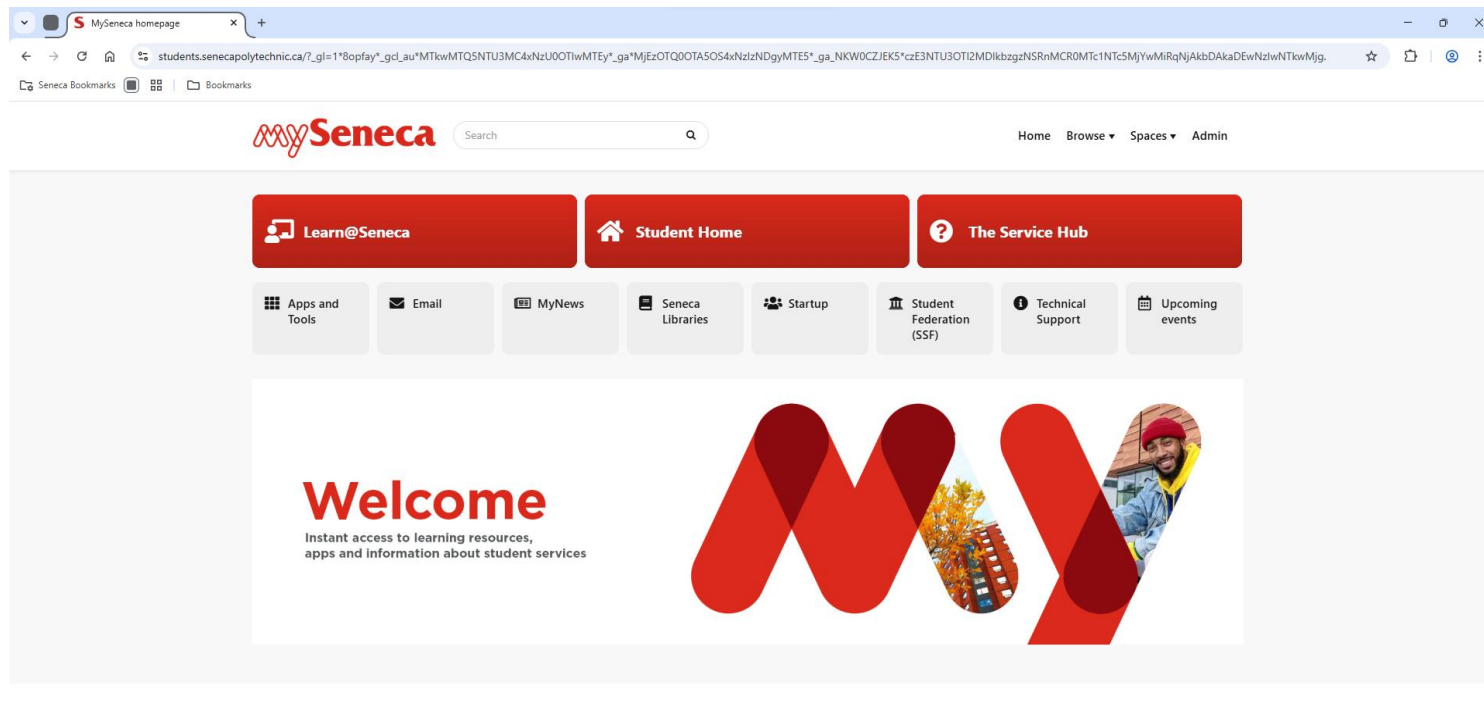 MySeneca homepage
students.senecapolytechnic.ca/?_gl=1*8opfay*_gcl_au*MTkwMTQ5NTU3MC4xNzU0OTIwMTEy*_ga*MjEzOTQ0OTA5OS4xNzIzNDgyMTE5*_ga_NKW0CZJEK5*czE3NTU3OTI2MDIkbzgzNSRnMCR0MTc1NTc5MjYwMiRqNjAkbDAkaDEwNzIwNTkwMjg.
Seneca Bookmarks Bookmarks
mySeneca Search Home Browse Spaces Admin
Learn@Seneca Student Home The Service Hub
Apps and Tools
Email
MyNews
Seneca Libraries
Startup
Student Federation (SSF)
Technical Support
Upcoming events
Welcome
Instant access to learning resources,
apps and information about student services
MY